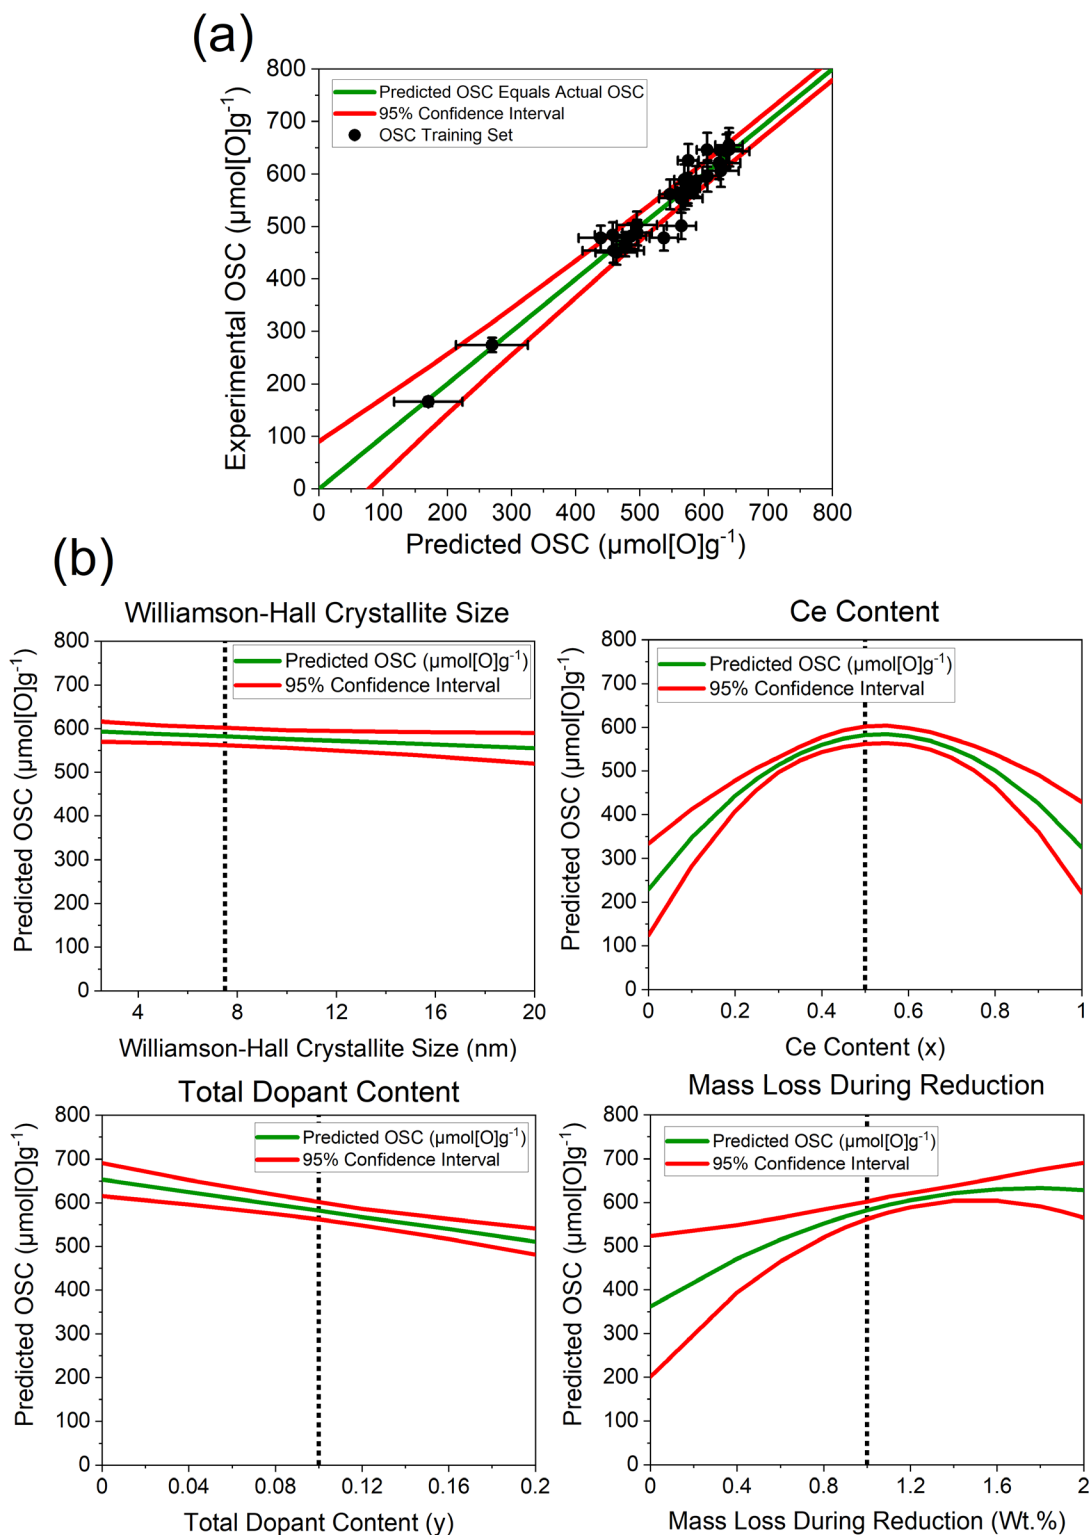 (a)
800
700
600
500
400
300
200
100
0
Experimental OSC (µmol[O]g-1)
Predicted OSC Equals Actual OSC
95% Confidence Interval
OSC Training Set
0 100 200 300 400 500 600 700 800
Predicted OSC (µmol[O]g-1)
(b)
Williamson-Hall Crystallite Size
800
700
600
500
400
300
200
100
0
Predicted OSC (µmol[O]g-1)
Predicted OSC (µmol[O]g-1)
95% Confidence Interval
4 8 12 16 20
Williamson-Hall Crystallite Size (nm)
Ce Content
800
700
600
500
400
300
200
100
0
Predicted OSC (µmol[O]g-1)
Predicted OSC (µmol[O]g-1)
95% Confidence Interval
0 0.2 0.4 0.6 0.8 1
Ce Content (x)
Total Dopant Content
800
700
600
500
400
300
200
100
0
Predicted OSC (µmol[O]g-1)
Predicted OSC (µmol[O]g-1)
95% Confidence Interval
0 0.04 0.08 0.12 0.16 0.2
Total Dopant Content (y)
Mass Loss During Reduction
800
700
600
500
400
300
200
100
0
Predicted OSC (µmol[O]g-1)
Predicted OSC (µmol[O]g-1)
95% Confidence Interval
0 0.4 0.8 1.2 1.6 2
Mass Loss During Reduction (Wt.%)